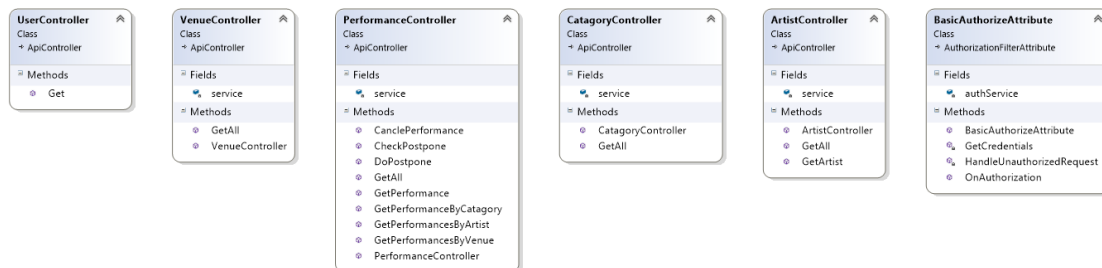 UserController
Class
ApiController
Methods
Get
VenueController
Class
ApiController
Fields
service
Methods
GetAll
VenueController
PerformanceController
Class
ApiController
Fields
service
Methods
CanclePerformance
CheckPostpone
DoPostpone
GetAll
GetPerformance
GetPerformanceByCatagory
GetPerformancesByArtist
GetPerformancesByVenue
PerformanceController
CatagoryController
Class
ApiController
Fields
service
Methods
CatagoryController
GetAll
ArtistController
Class
ApiController
Fields
service
Methods
ArtistController
GetAll
GetArtist
BasicAuthorizeAttribute
Class
AuthorizationFilterAttribute
Fields
authService
Methods
BasicAuthorizeAttribute
GetCredentials
HandleUnauthorizedRequest
OnAuthorization